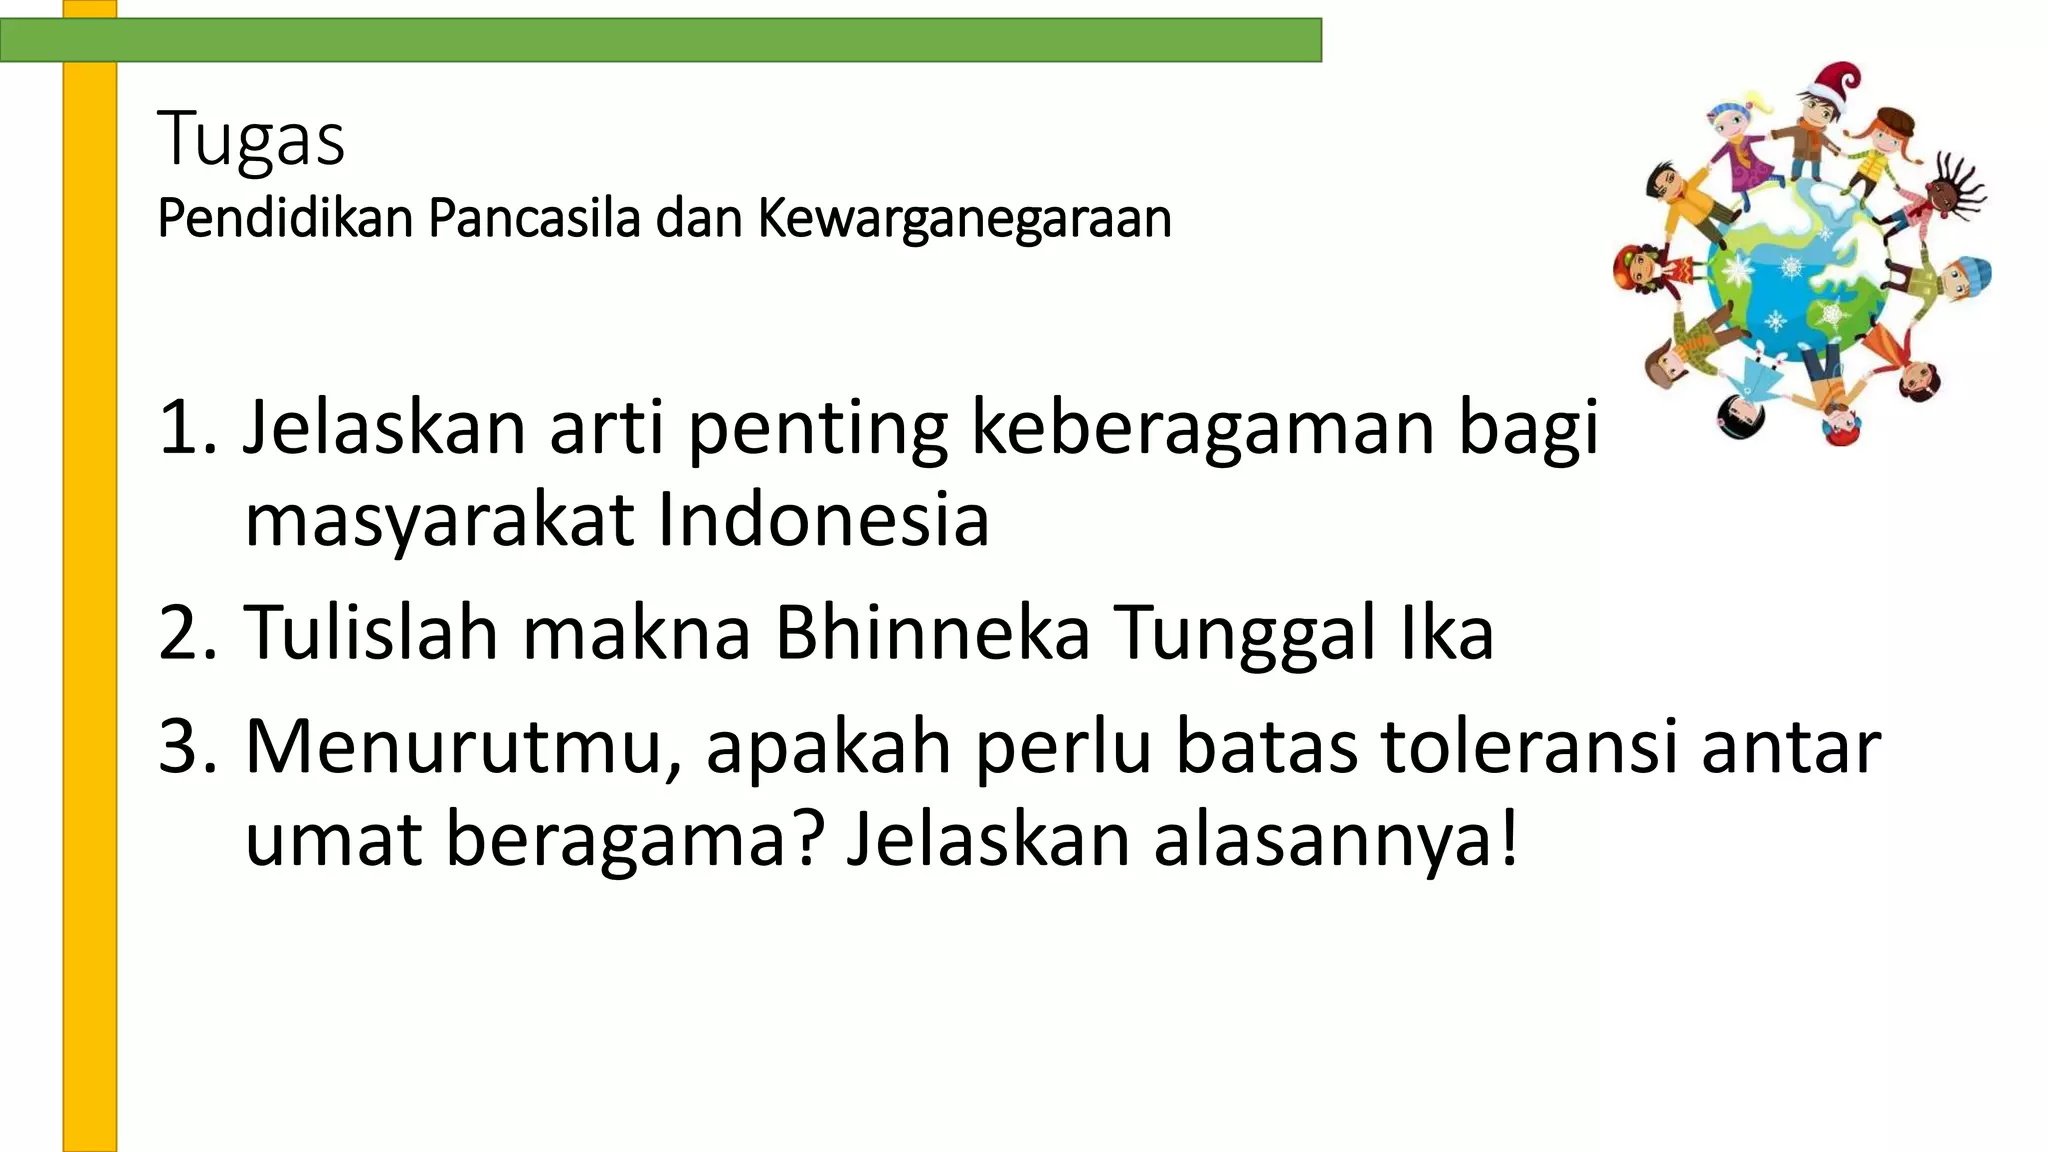 Tugas
Pendidikan Pancasila dan Kewarganegaraan
1. Jelaskan arti penting keberagaman bagi
masyarakat Indonesia
2. Tulislah makna Bhinneka Tunggal Ika
3. Menurutmu, apakah perlu batas toleransi antar
umat beragama? Jelaskan alasannya!